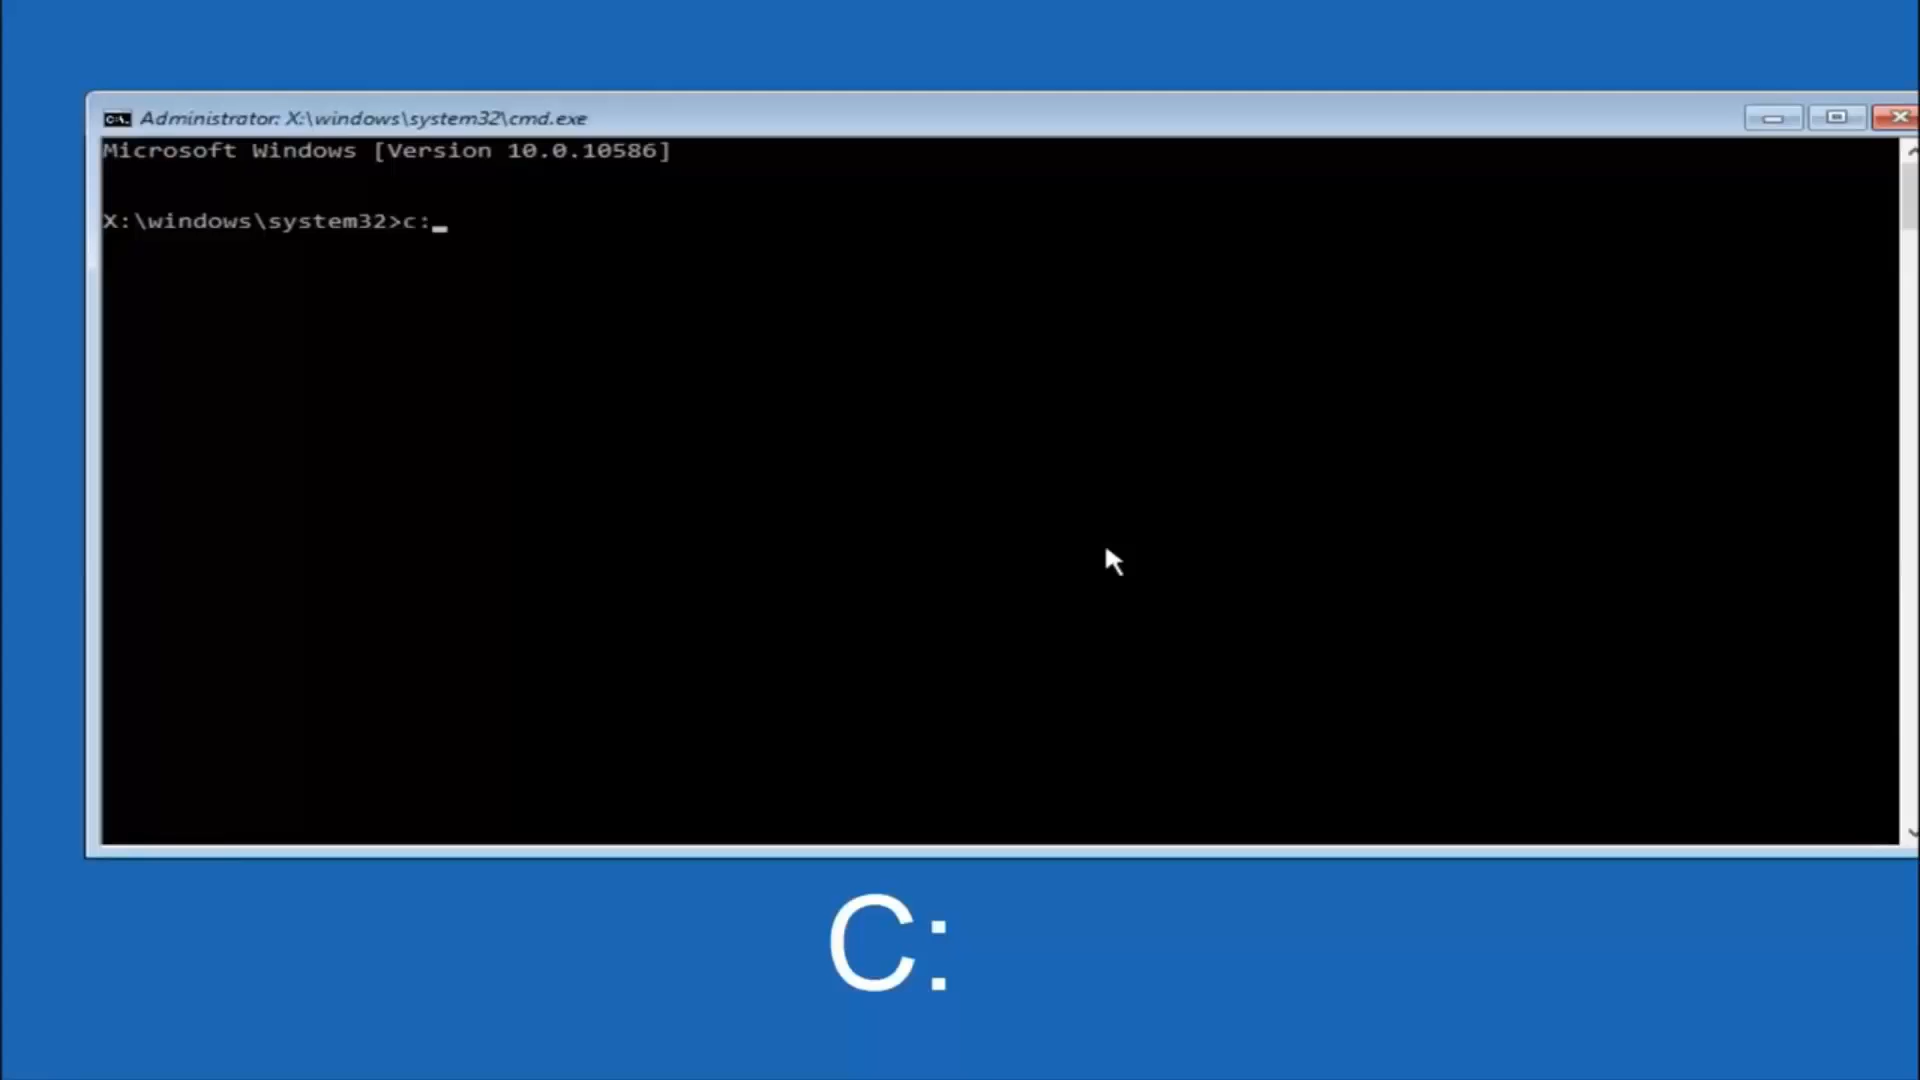 Administrator: X:\windows\system32\cmd.exe
Microsoft Windows [Version 10.0.10586]
X:\windows\system32>c:
C: